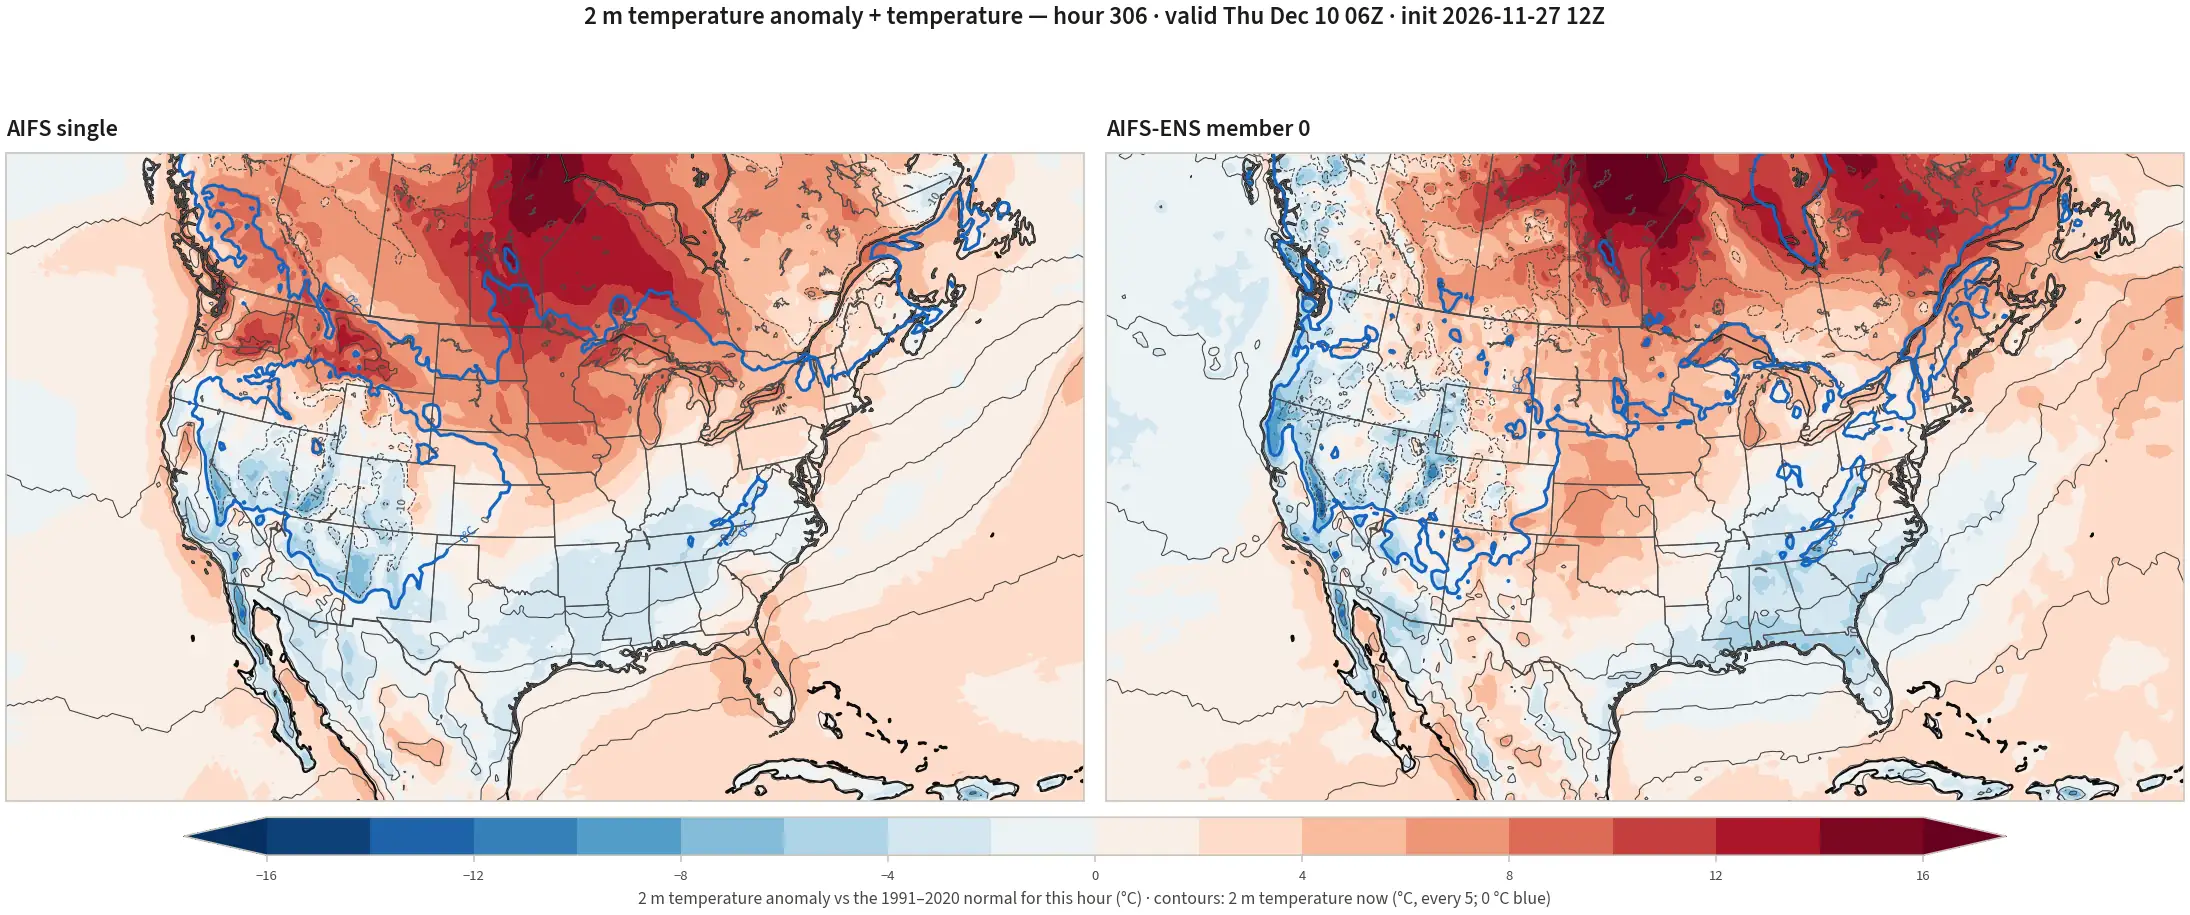 2 m temperature anomaly + temperature — hour 306 · valid Thu Dec 10 06Z · init 2026-11-27 12Z
AIFS single
AIFS-ENS member 0
−16 −12 −8 −4 0 4 8 12 16
2 m temperature anomaly vs the 1991–2020 normal for this hour (°C) · contours: 2 m temperature now (°C, every 5; 0 °C blue)